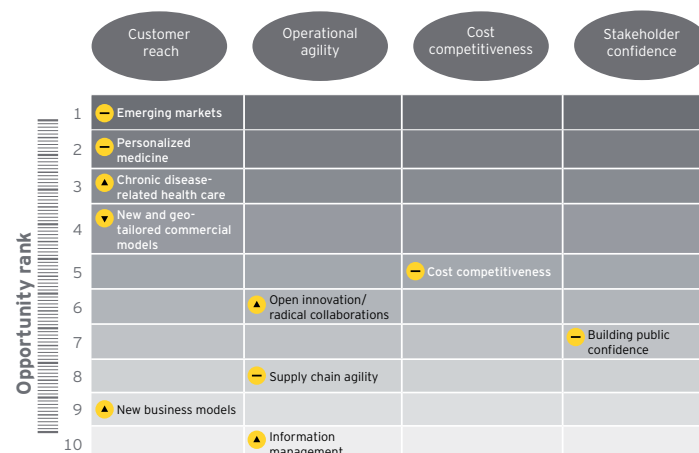 Customer
reach
Operational
agility
Cost
competitiveness
Stakeholder
confidence
Opportunity rank
1
Emerging markets
2
Personalized
medicine
3
Chronic disease-
related health care
4
New and geo-
tailored commercial
models
5
Cost competitiveness
6
Open innovation/
radical collaborations
7
Building public
confidence
8
Supply chain agility
9
New business models
10
Information
management